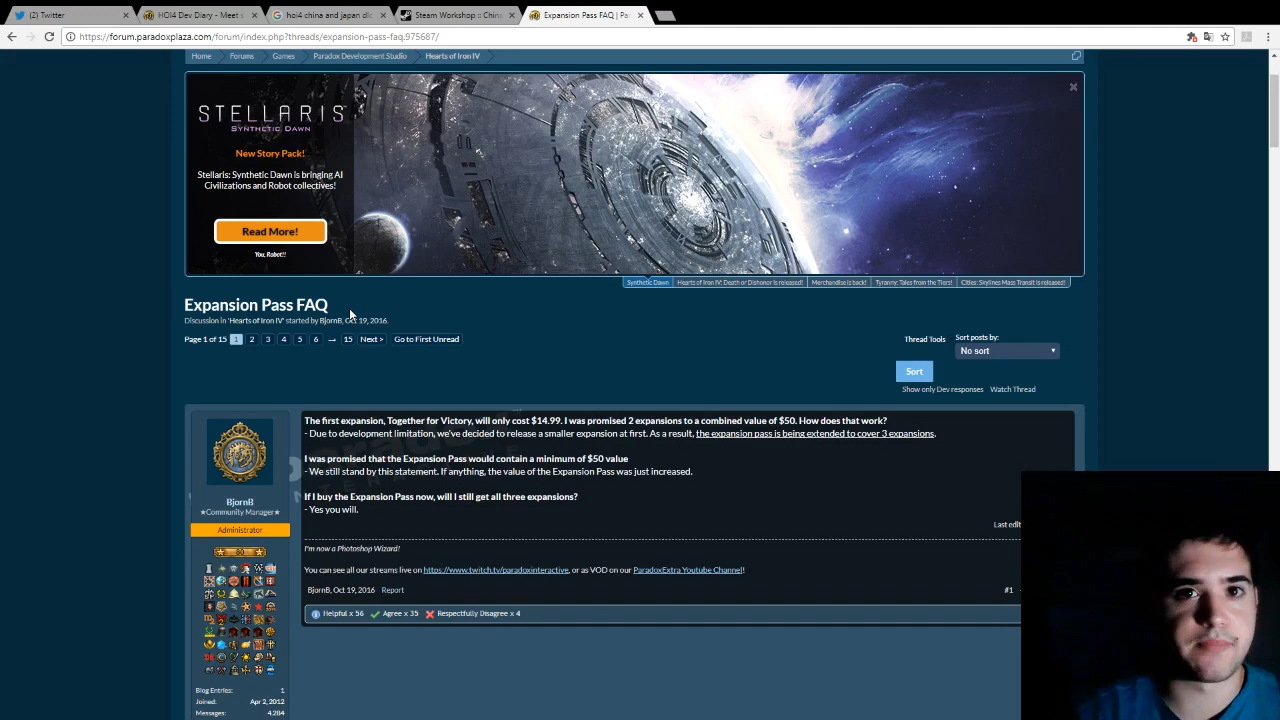 (2) Twitter
HOI4 Dev Diary - Meet s
hoi4 china and japan dlc
Steam Workshop :: China
Expansion Pass FAQ | Pa
https://forum.paradoxplaza.com/forum/index.php?threads/expansion-pass-faq.975687/
Home Forums Games Paradox Development Studio Hearts of Iron IV
STELLARIS
SYNTHETIC DAWN
New Story Pack!
Stellaris: Synthetic Dawn is bringing AI
Civilizations and Robot collectives!
Read More!
You, Robot!!
Synthetic Dawn Hearts of Iron IV: Death or Dishonor is released! Merchandise is back! Tyranny: Tales from the Tiers! Cities: Skylines Mass Transit is released!
Expansion Pass FAQ
Discussion in 'Hearts of Iron IV' started by BjornB, Oct 19, 2016.
Page 1 of 15 1 2 3 4 5 6 → 15 Next > Go to First Unread
Thread Tools
Sort posts by:
No sort
Sort
Show only Dev responses Watch Thread
BjornB
★Community Manager★
Administrator
Blog Entries: 1
Joined: Apr 2, 2012
Messages: 4,284
The first expansion, Together for Victory, will only cost $14.99. I was promised 2 expansions to a combined value of $50. How does that work?
- Due to development limitation, we've decided to release a smaller expansion at first. As a result, the expansion pass is being extended to cover 3 expansions.
I was promised that the Expansion Pass would contain a minimum of $50 value
- We still stand by this statement. If anything, the value of the Expansion Pass was just increased.
If I buy the Expansion Pass now, will I still get all three expansions?
- Yes you will.
Last edit
I'm now a Photoshop Wizard!
You can see all our streams live on https://www.twitch.tv/paradoxinteractive, or as VOD on our ParadoxExtra Youtube Channel!
BjornB, Oct 19, 2016 Report
#1
Helpful x 56 Agree x 35 Respectfully Disagree x 4